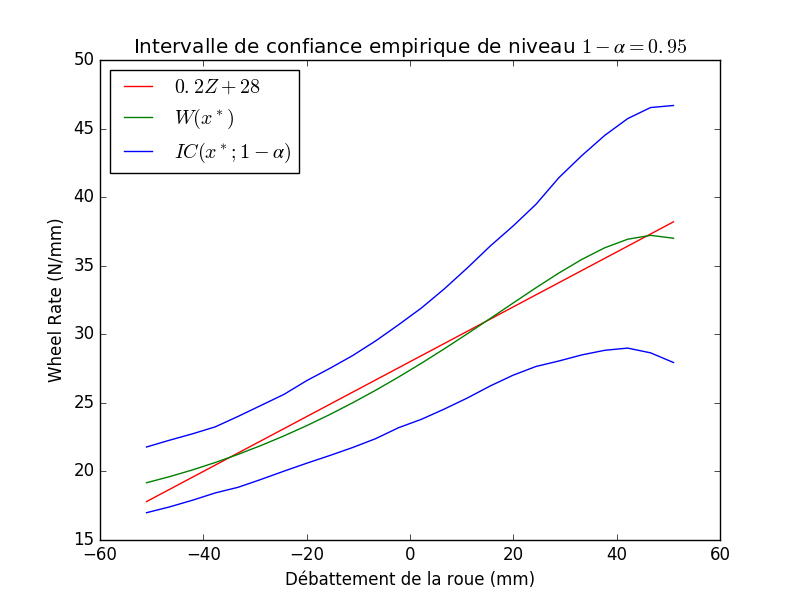 Intervalle de confiance empirique de niveau 1 − α = 0.95
0.2Z + 28
W(x*)
IC(x*; 1 − α)
50
45
40
35
30
25
20
15
Wheel Rate (N/mm)
−60 −40 −20 0 20 40 60
Débattement de la roue (mm)